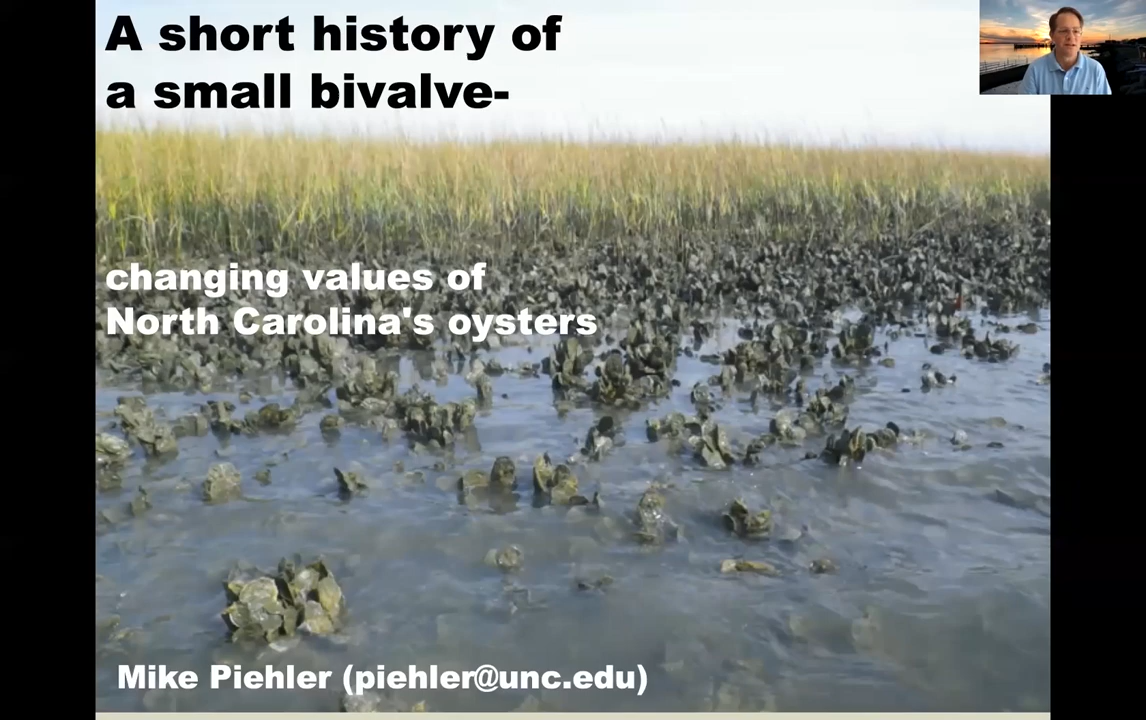 A short history of
a small bivalve-
changing values of
North Carolina's oysters
Mike Piehler (piehler@unc.edu)